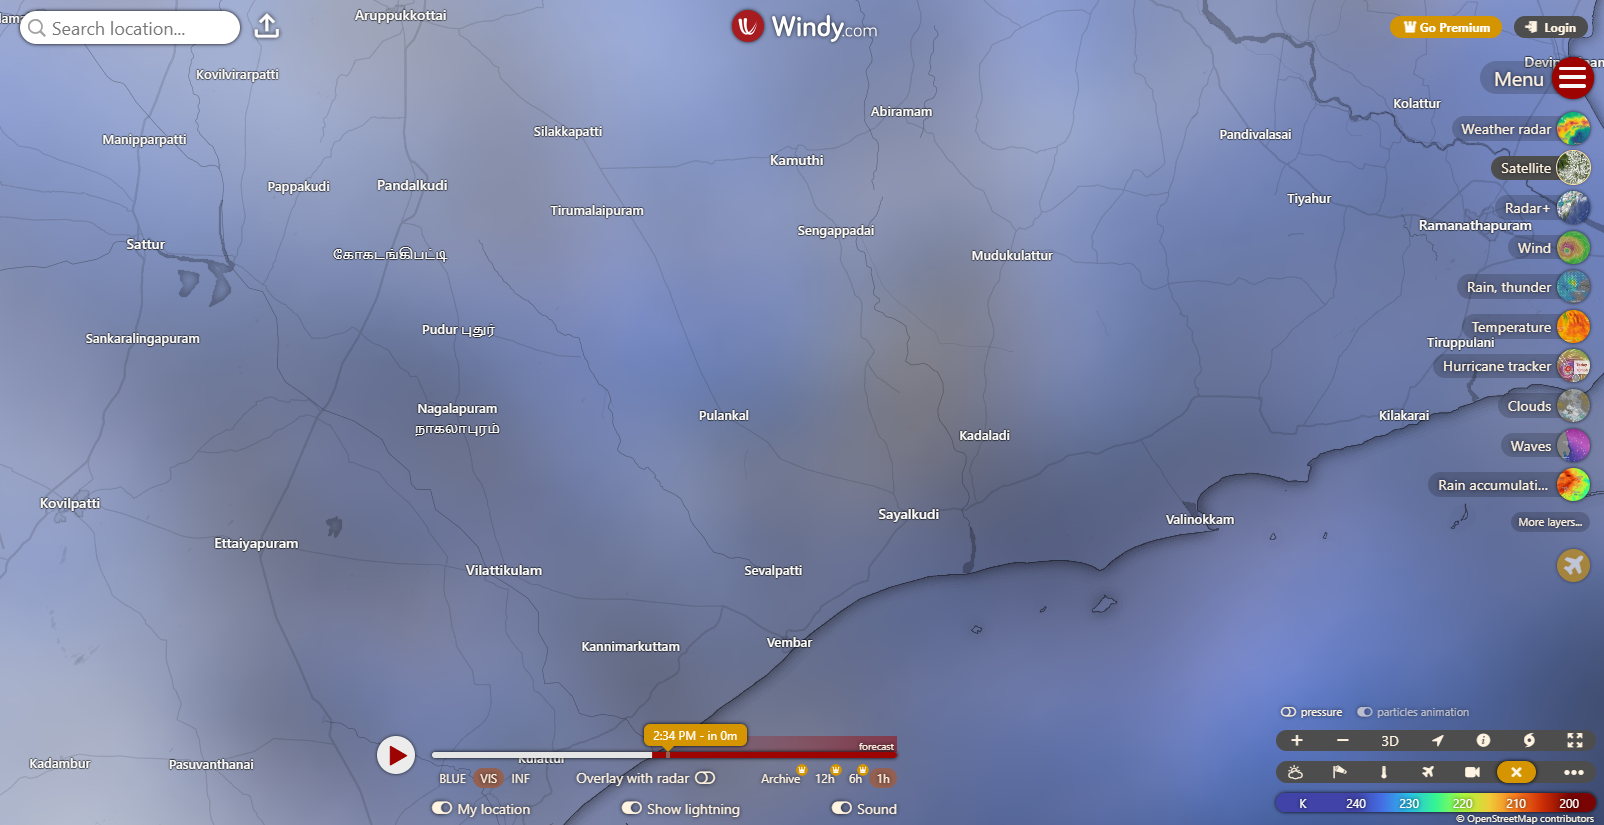 Search location...
Aruppukkottai
Windy.com
Go Premium
Login
Menu
Kovilvirarpatti
Abiramam
Kolattur
Silakkapatti
Pandivalasai
Weather radar
Manipparpatti
Kamuthi
Satellite
Pappakudi
Pandalkudi
Tirumalaipuram
Tiyahur
Radar+
Sengappadai
Ramanathapuram
Sattur
கோகடங்கிபட்டி
Mudukulattur
Wind
Rain, thunder
Pudur புதுர்
Temperature
Sankaralingapuram
Tiruppulani
Hurricane tracker
Nagalapuram
நாகலாபுரம்
Pulankal
Kilakarai
Clouds
Kadaladi
Waves
Rain accumulati...
Kovilpatti
Sayalkudi
Valinokkam
More layers...
Ettaiyapuram
Vilattikulam
Sevalpatti
Kannimarkuttam
Vembar
pressure
particles animation
2:34 PM - in 0m
forecast
3D
Kadambur
Pasuvanthanai
Kulattur
BLUE VIS INF
Overlay with radar
Archive 12h 6h 1h
My location
Show lightning
Sound
K 240 230 220 210 200
© OpenStreetMap contributors